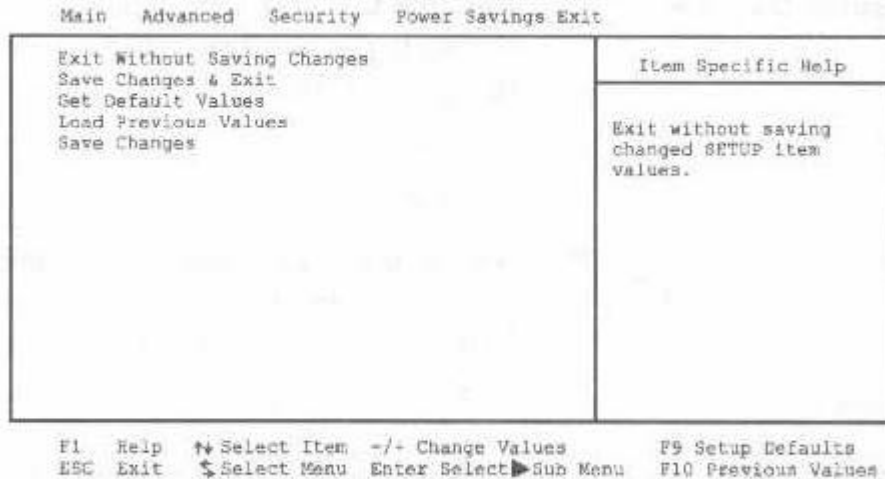 Main Advanced Security Power Savings Exit
Exit Without Saving Changes
Save Changes & Exit
Get Default Values
Load Previous Values
Save Changes
Item Specific Help
Exit without saving
changed SETUP item
values.
F1 Help ↑↓ Select Item -/+ Change Values F9 Setup Defaults
ESC Exit Select Menu Enter Select ▶ Sub Menu F10 Previous Values